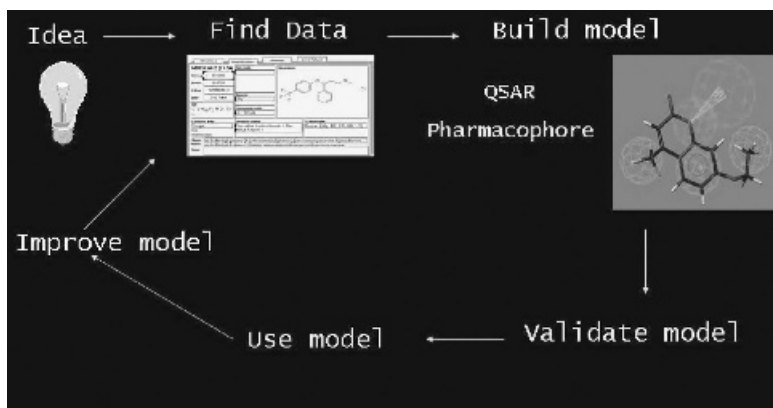 Idea
Find Data
Build model
QSAR
Pharmacophore
Improve model
Use model
Validate model